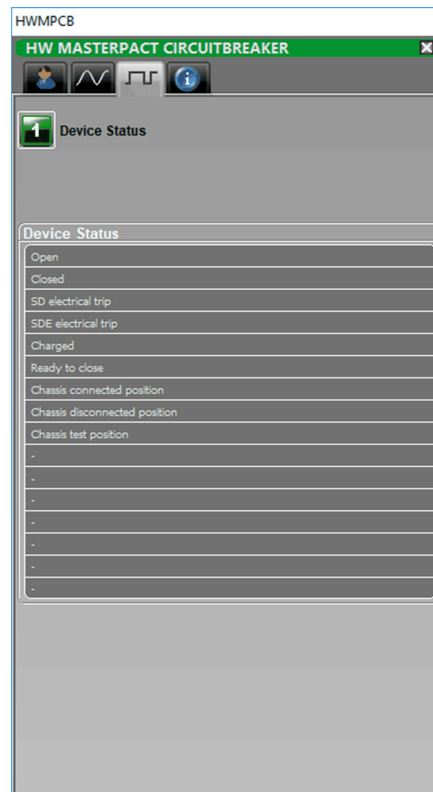 HWMPCB
HW MASTERPACT CIRCUITBREAKER
1 Device Status
Device Status
Open
Closed
SD electrical trip
SDE electrical trip
Charged
Ready to close
Chassis connected position
Chassis disconnected position
Chassis test position
-
-
-
-
-
-
-